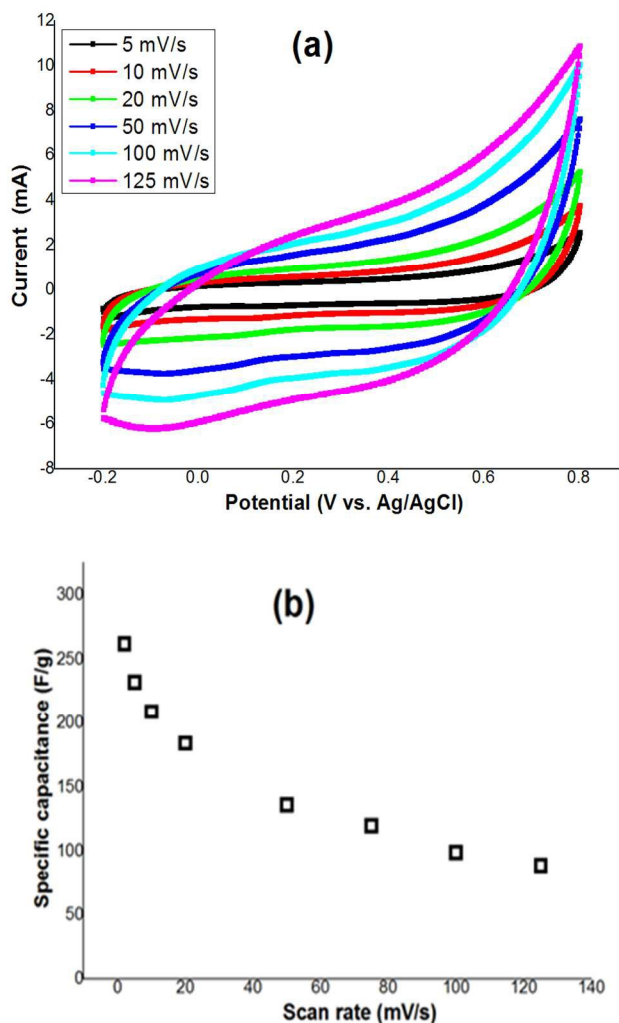 (a)
5 mV/s
10 mV/s
20 mV/s
50 mV/s
100 mV/s
125 mV/s
Current (mA)
12
10
8
6
4
2
0
-2
-4
-6
-8
-0.2 0.0 0.2 0.4 0.6 0.8
Potential (V vs. Ag/AgCl)
(b)
Specific capacitance (F/g)
300
250
200
150
100
50
0
0 20 40 60 80 100 120 140
Scan rate (mV/s)